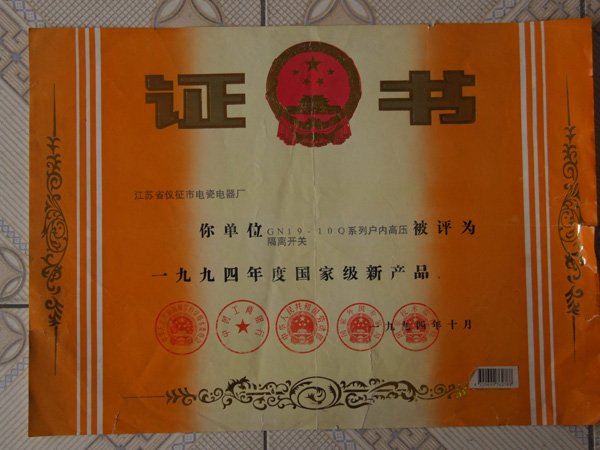 证书
江苏省仪征市电瓷电器厂
你单位GN19-10Q系列户内高压隔离开关被评为
一九九四年度国家级新产品.
一九九四年十月